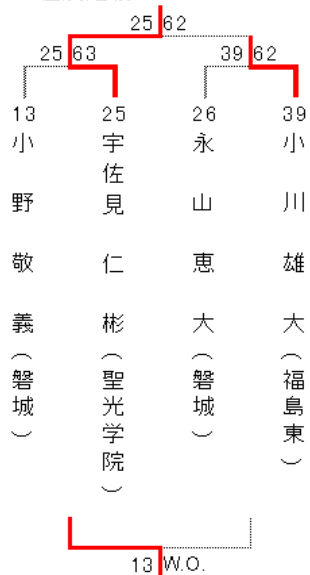 25 62
25 63
39 62
13
25
26
39
小野敬義(磐城)
宇佐見仁彬(聖光学院)
永山恵大(磐城)
小川雄大(福島東)
13 W.O.